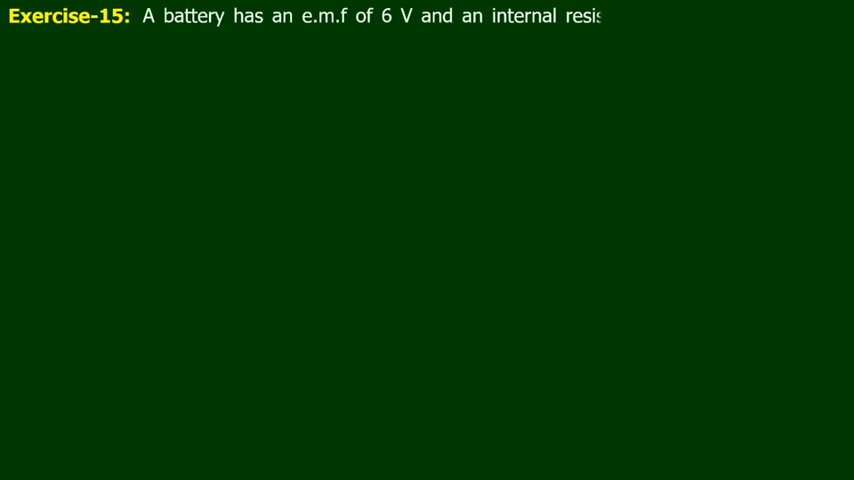 Exercise-15: A battery has an e.m.f of 6 V and an internal